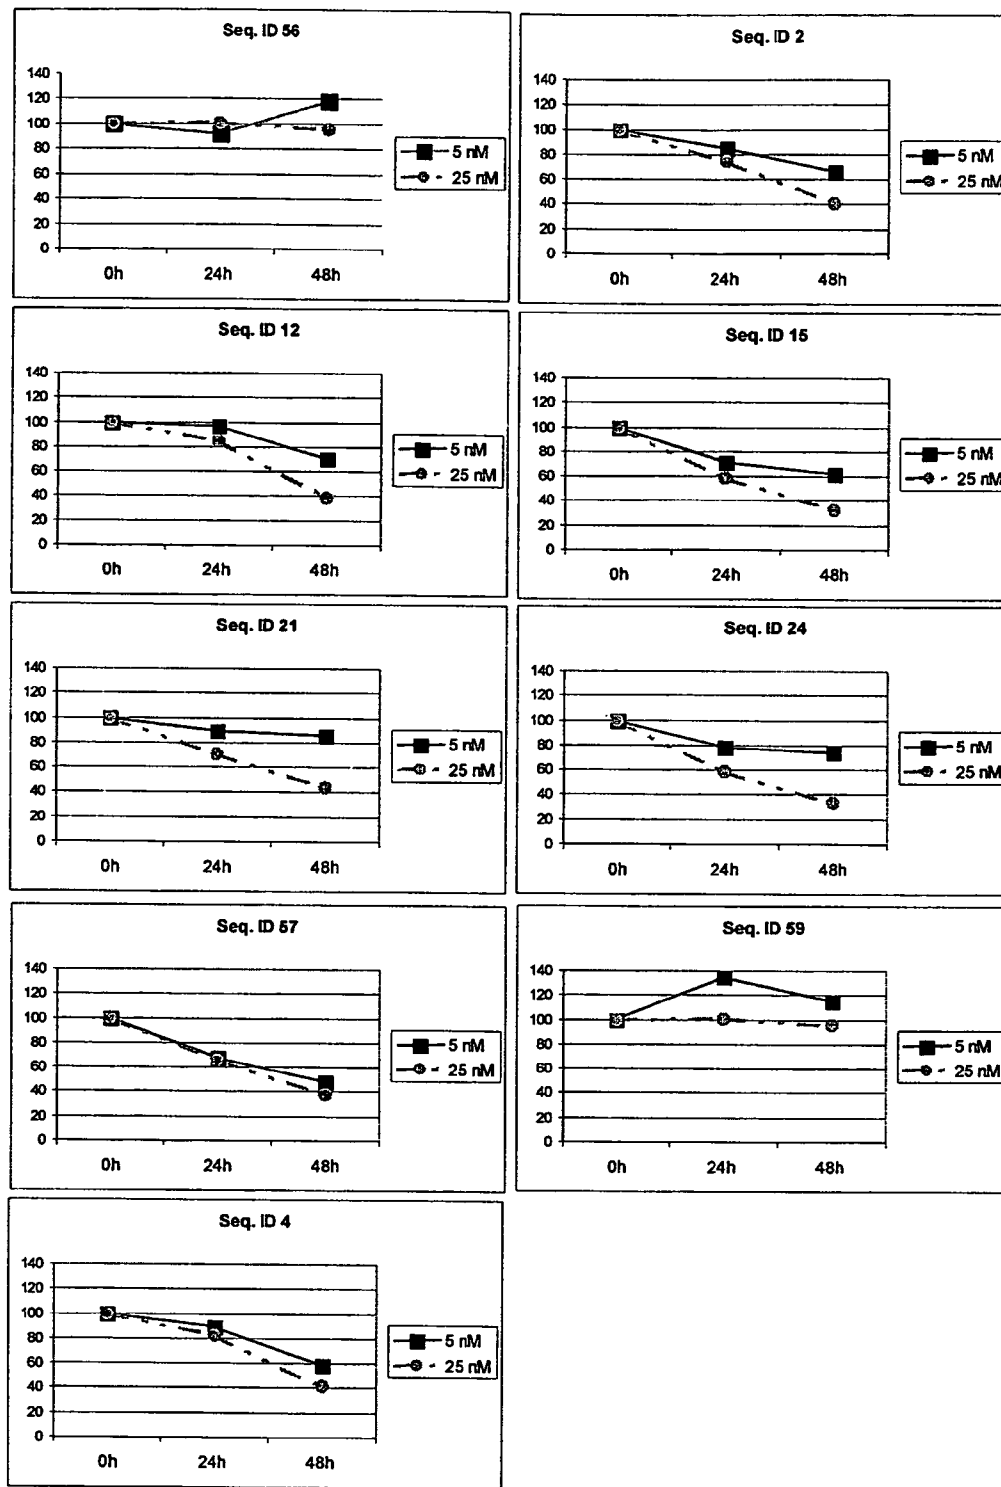 Seq. ID 56
140
120
100
80
60
40
20
0
0h 24h 48h
5 nM
25 nM
Seq. ID 2
140
120
100
80
60
40
20
0
0h 24h 48h
5 nM
25 nM
Seq. ID 12
140
120
100
80
60
40
20
0
0h 24h 48h
5 nM
25 nM
Seq. ID 15
140
120
100
80
60
40
20
0
0h 24h 48h
5 nM
25 nM
Seq. ID 21
140
120
100
80
60
40
20
0
0h 24h 48h
5 nM
25 nM
Seq. ID 24
140
120
100
80
60
40
20
0
0h 24h 48h
5 nM
25 nM
Seq. ID 57
140
120
100
80
60
40
20
0
0h 24h 48h
5 nM
25 nM
Seq. ID 59
140
120
100
80
60
40
20
0
0h 24h 48h
5 nM
25 nM
Seq. ID 4
140
120
100
80
60
40
20
0
0h 24h 48h
5 nM
25 nM